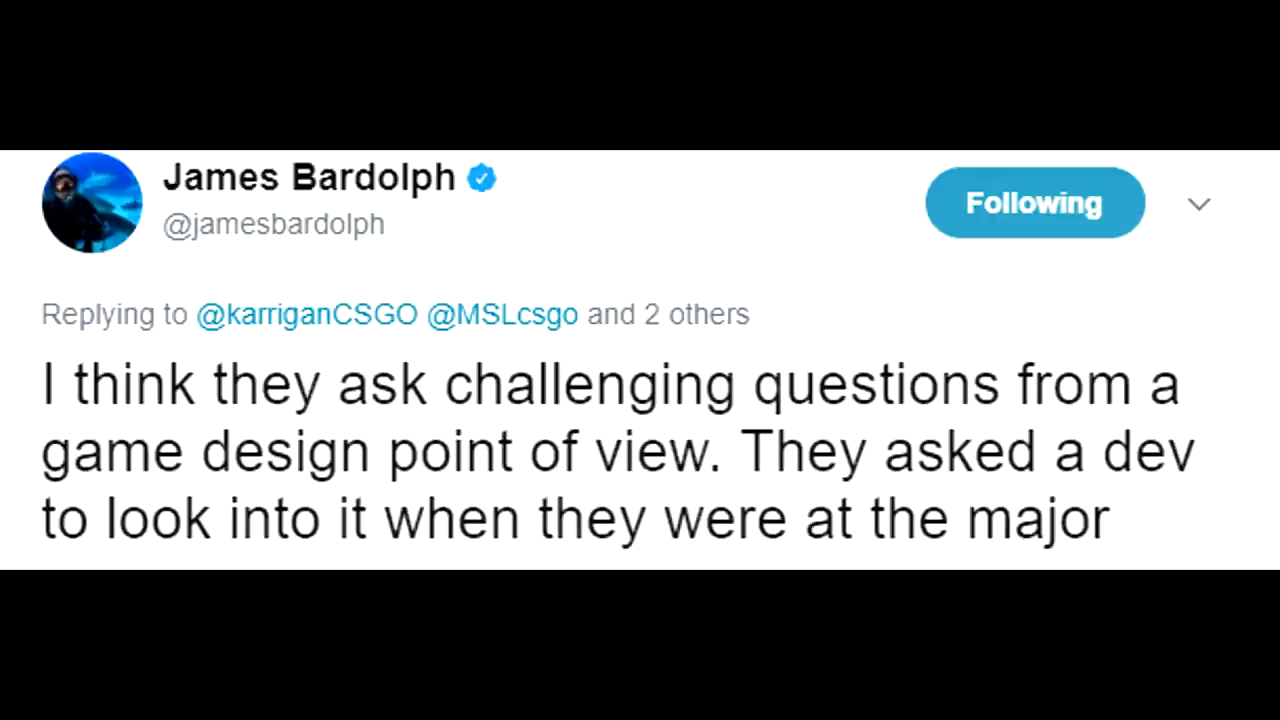 James Bardolph
@jamesbardolph
Following
Replying to @karriganCSGO @MSLcsgo and 2 others
I think they ask challenging questions from a
game design point of view. They asked a dev
to look into it when they were at the major